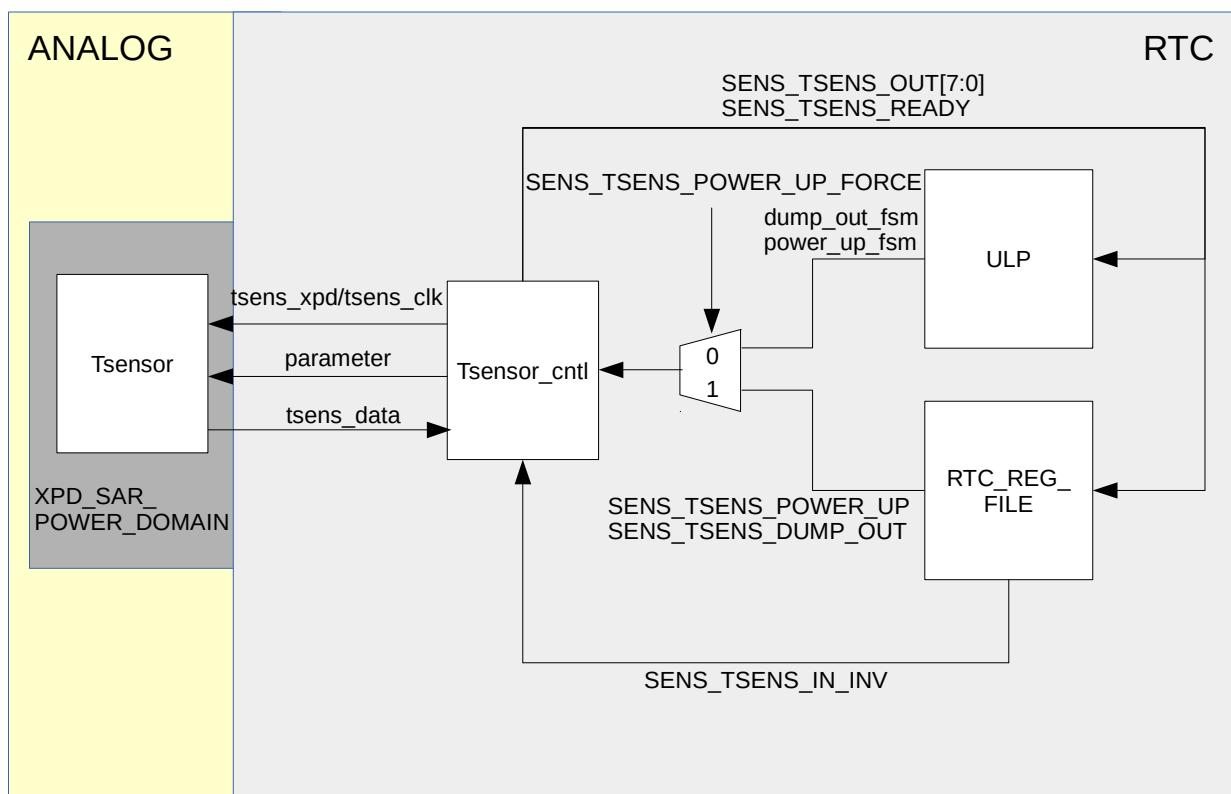 ANALOG
RTC
SENS_TSENS_OUT[7:0]
SENS_TSENS_READY
SENS_TSENS_POWER_UP_FORCE
dump_out_fsm
power_up_fsm
ULP
tsens_xpd/tsens_clk
Tsensor
parameter
Tsensor_cntl
0
1
tsens_data
XPD_SAR_
POWER_DOMAIN
RTC_REG_
FILE
SENS_TSENS_POWER_UP
SENS_TSENS_DUMP_OUT
SENS_TSENS_IN_INV